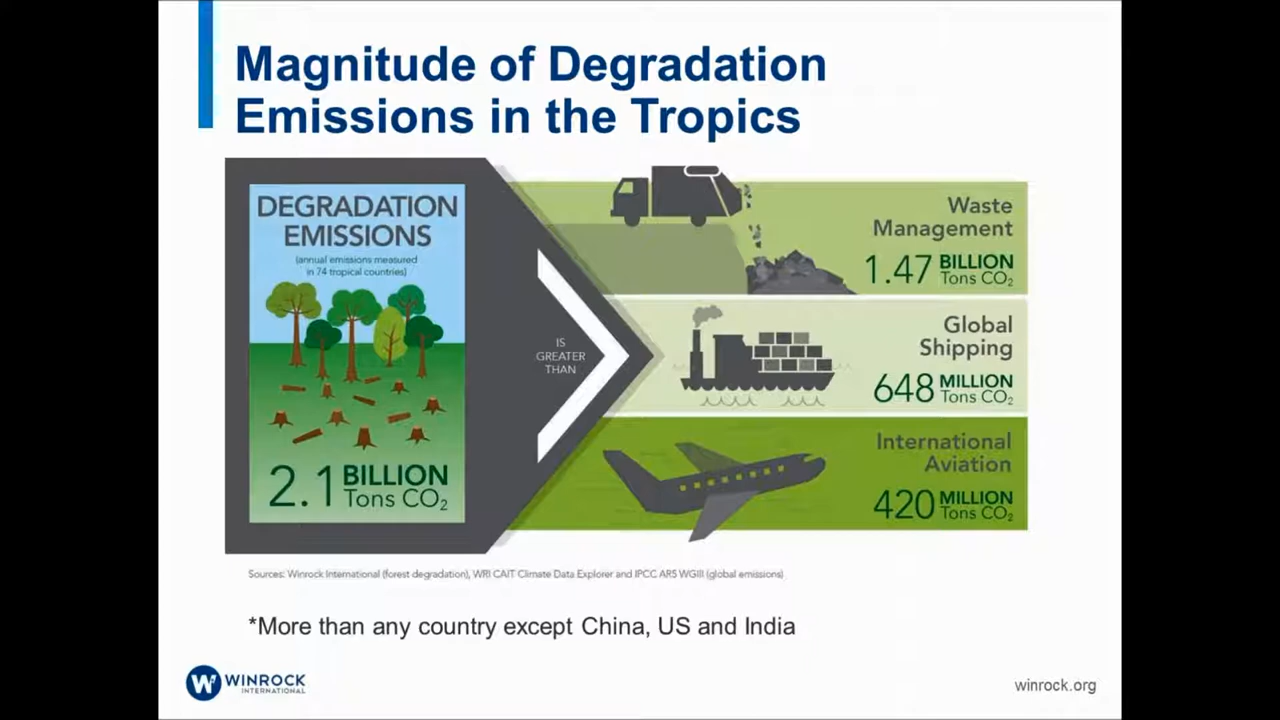 Magnitude of Degradation
Emissions in the Tropics
DEGRADATION
EMISSIONS
(annual emissions measured
in 74 tropical countries)
2.1 BILLION
Tons CO₂
IS
GREATER
THAN
Waste
Management
1.47 BILLION
Tons CO₂
Global
Shipping
648 MILLION
Tons CO₂
International
Aviation
420 MILLION
Tons CO₂
Sources: Winrock International (forest degradation), WRI CAIT Climate Data Explorer and IPCC AR5 WGIII (global emissions)
*More than any country except China, US and India
W
WINROCK
INTERNATIONAL
winrock.org